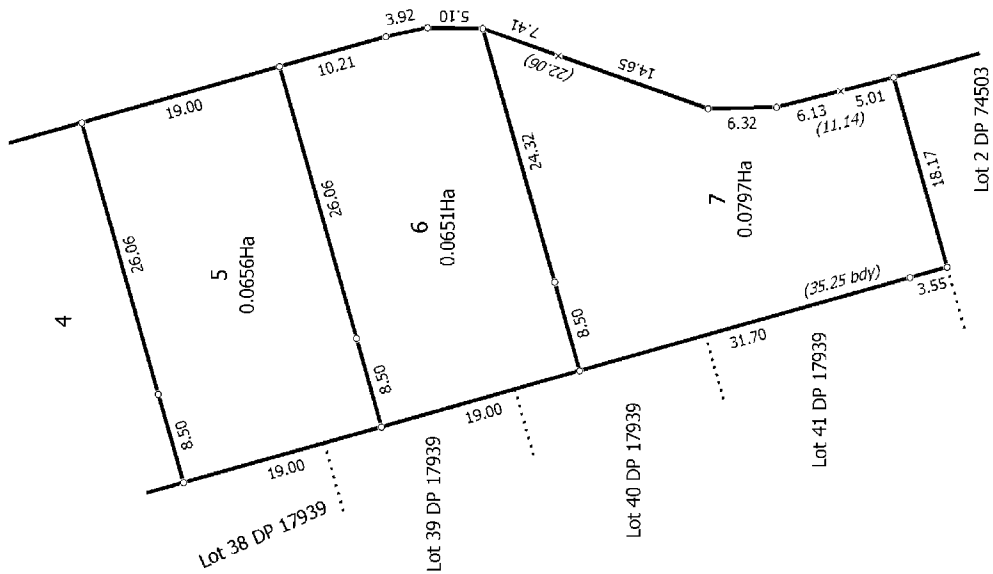 3.92
5.10
7.41
(22.06)
14.65
10.21
19.00
6.32
6.13
5.01
(11.14)
Lot 2 DP 74503
24.32
18.17
26.06
26.06
7
0.0797Ha
6
0.0651Ha
5
0.0656Ha
4
(35.25 bdy)
3.55
8.50
31.70
8.50
8.50
19.00
19.00
Lot 41 DP 17939
Lot 40 DP 17939
Lot 39 DP 17939
Lot 38 DP 17939